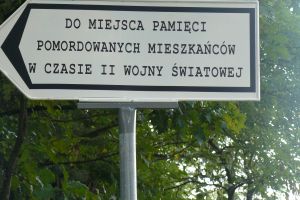 DO MIEJSCA PAMIĘCI
POMORDOWANYCH MIESZKAŃCÓW
W CZASIE II WOJNY ŚWIATOWEJ